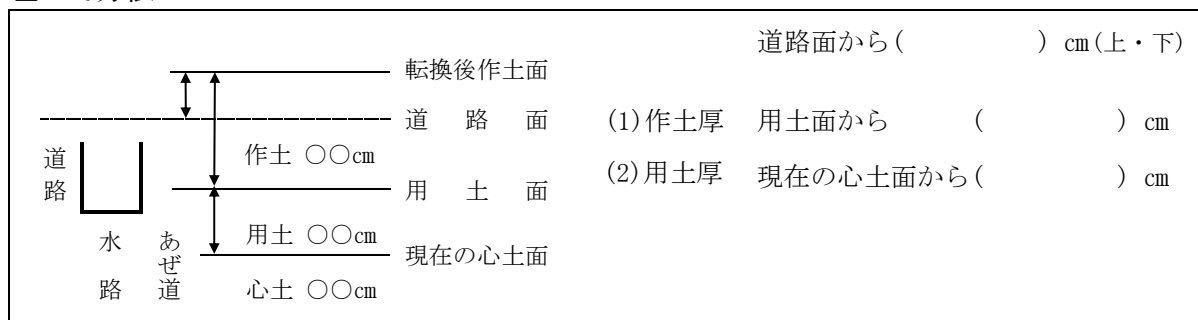 道路面から(　　　　)cm(上・下)
転換後作土面
道　路　面
(1)作土厚　用土面から　　(　　　　)cm
作土 〇〇cm
道路
(2)用土厚　現在の心土面から(　　　　)cm
用　土　面
水路
あぜ道
用土 〇〇cm
現在の心土面
心土 〇〇cm